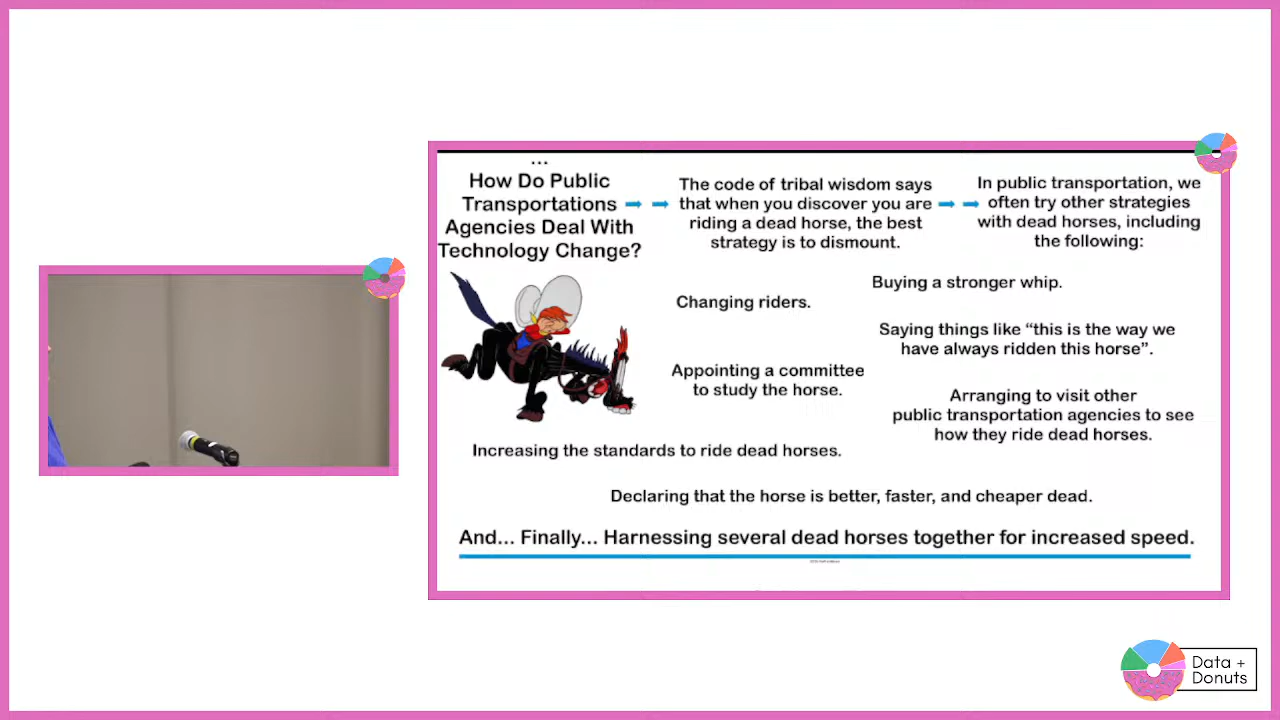 ...
How Do Public
Transportations
Agencies Deal With
Technology Change?
The code of tribal wisdom says
that when you discover you are
riding a dead horse, the best
strategy is to dismount.
In public transportation, we
often try other strategies
with dead horses, including
the following:
Buying a stronger whip.
Changing riders.
Saying things like “this is the way we
have always ridden this horse”.
Appointing a committee
to study the horse.
Arranging to visit other
public transportation agencies to see
how they ride dead horses.
Increasing the standards to ride dead horses.
Declaring that the horse is better, faster, and cheaper dead.
And... Finally... Harnessing several dead horses together for increased speed.
Data +
Donuts